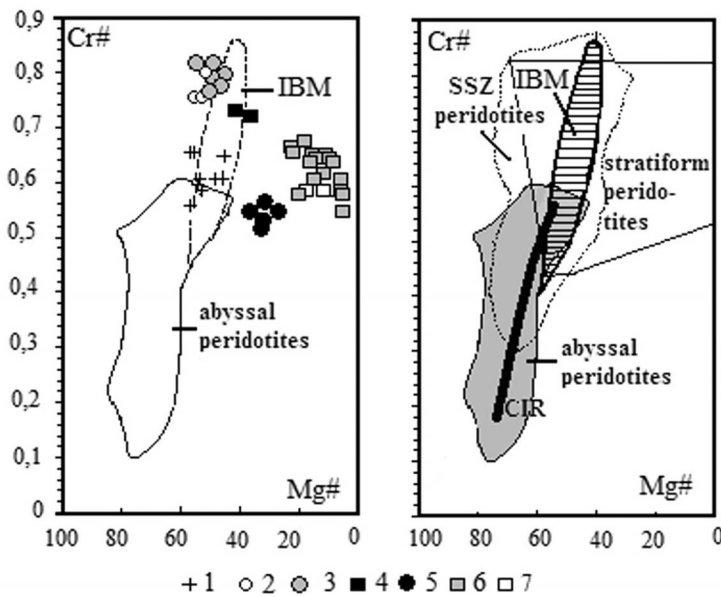 0,9
0,8
0,7
0,6
0,5
0,4
0,3
0,2
0,1
0
Cr#
IBM
abyssal
peridotites
Mg#
100 80 60 40 20 0
Cr#
SSZ
peridotites
IBM
stratiform
perido-
tites
abyssal
peridotites
CIR
Mg#
100 80 60 40 20 0
1 2 3 4 5 6 7